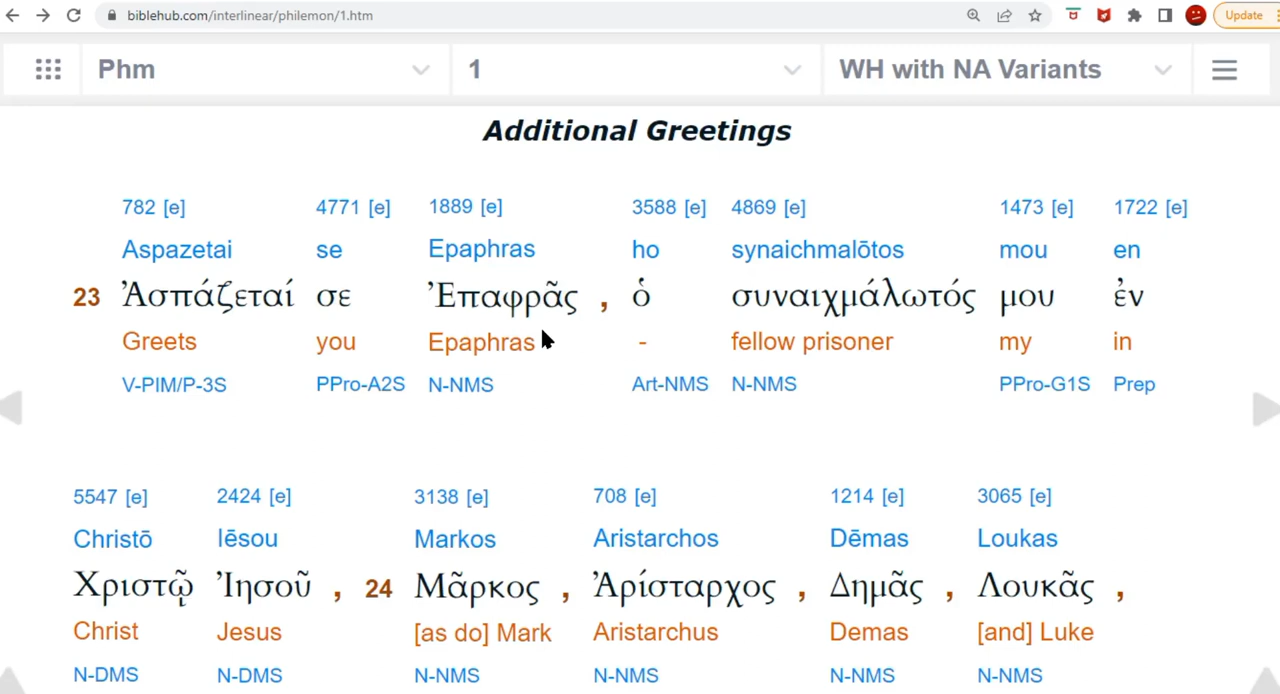 biblehub.com/interlinear/philemon/1.htm Update
Phm 1 WH with NA Variants
Additional Greetings
782 [e] 4771 [e] 1889 [e] 3588 [e] 4869 [e] 1473 [e] 1722 [e]
Aspazetai se Epaphras ho synaichmalōtos mou en
23 Ἀσπάζεταί σε Ἐπαφρᾶς , ὁ συναιχμάλωτός μου ἐν
Greets you Epaphras - fellow prisoner my in
V-PIM/P-3S PPro-A2S N-NMS Art-NMS N-NMS PPro-G1S Prep
5547 [e] 2424 [e] 3138 [e] 708 [e] 1214 [e] 3065 [e]
Christō Iēsou Markos Aristarchos Dēmas Loukas
Χριστῷ Ἰησοῦ , 24 Μᾶρκος , Ἀρίσταρχος , Δημᾶς , Λουκᾶς ,
Christ Jesus [as do] Mark Aristarchus Demas [and] Luke
N-DMS N-DMS N-NMS N-NMS N-NMS N-NMS